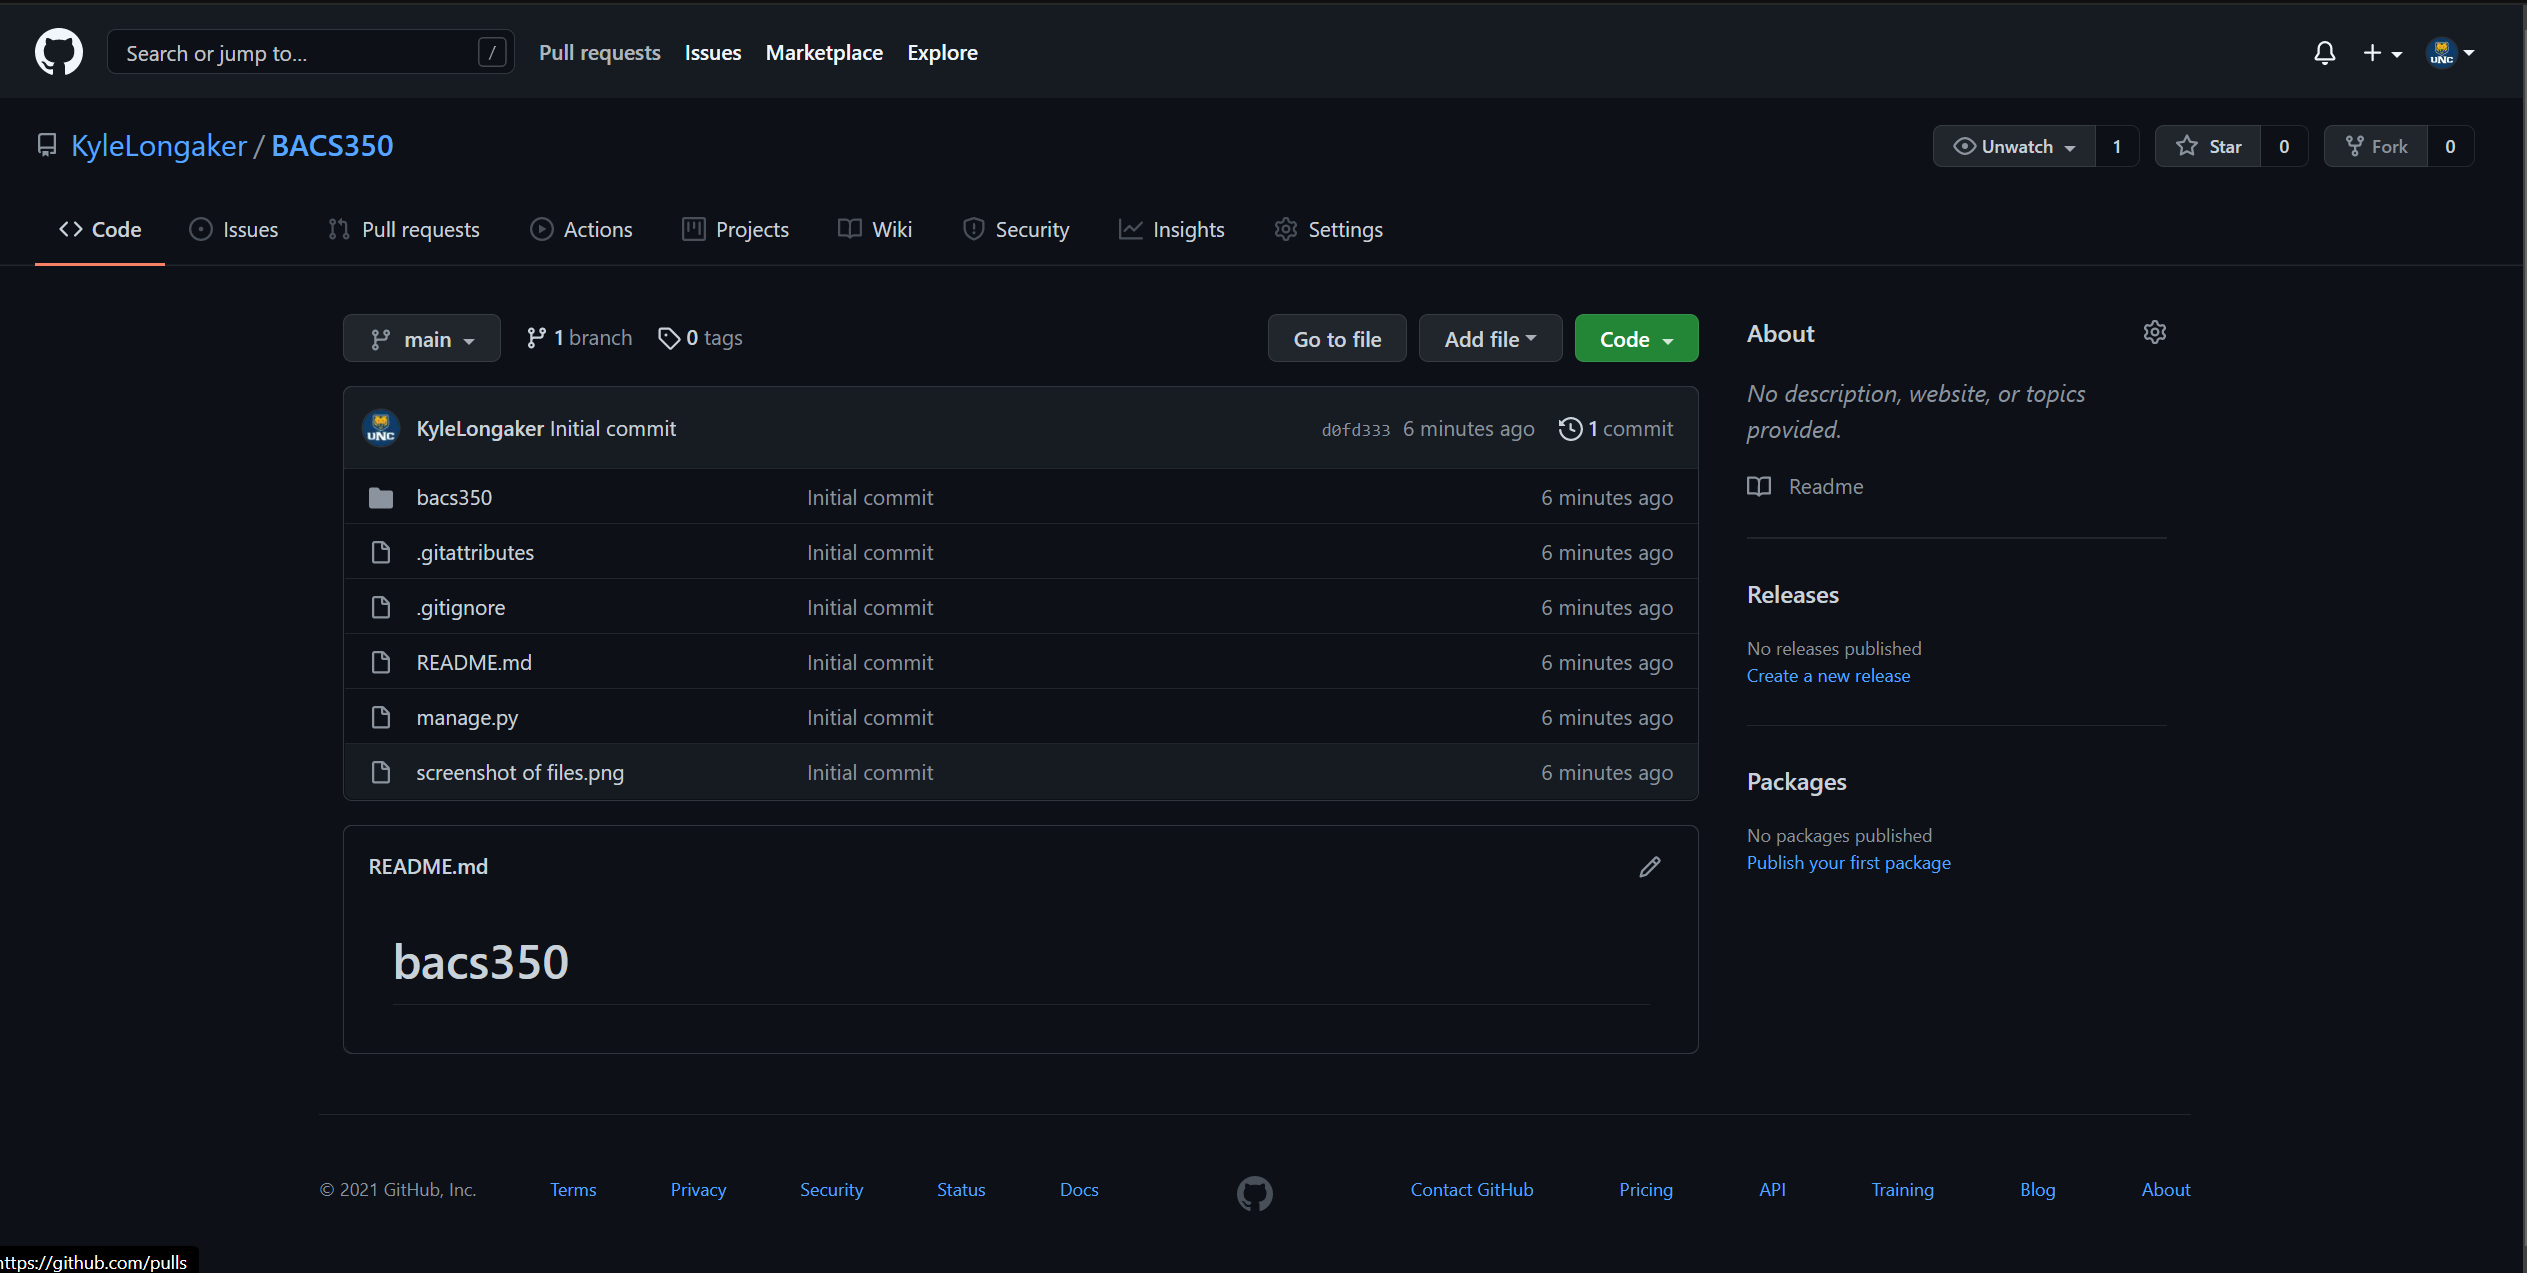 Search or jump to... / Pull requests Issues Marketplace Explore
KyleLongaker / BACS350 Unwatch 1 Star 0 Fork 0
Code Issues Pull requests Actions Projects Wiki Security Insights Settings
main 1 branch 0 tags Go to file Add file Code
UNC KyleLongaker Initial commit d0fd333 6 minutes ago 1 commit
bacs350 Initial commit 6 minutes ago
.gitattributes Initial commit 6 minutes ago
.gitignore Initial commit 6 minutes ago
README.md Initial commit 6 minutes ago
manage.py Initial commit 6 minutes ago
screenshot of files.png Initial commit 6 minutes ago
README.md
bacs350
About
No description, website, or topics
provided.
Readme
Releases
No releases published
Create a new release
Packages
No packages published
Publish your first package
© 2021 GitHub, Inc. Terms Privacy Security Status Docs Contact GitHub Pricing API Training Blog About
https://github.com/pulls